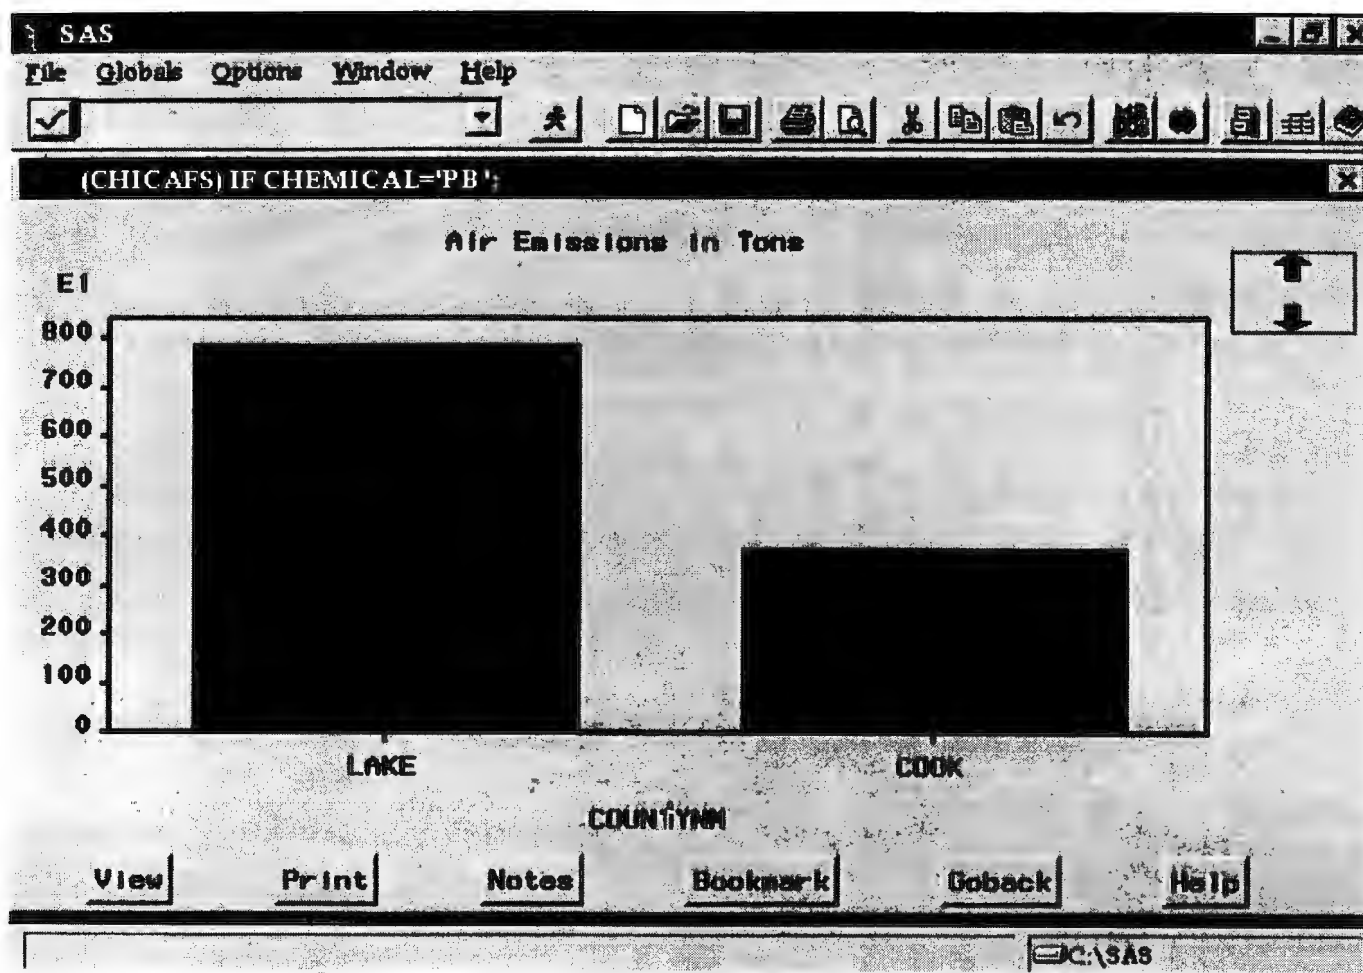 SAS
File Globals Options Window Help
(CHICAFS) IF CHEMICAL='PB';
Air Emissions in Tons
E1
800
700
600
500
400
300
200
100
0
LAKE COOK
COUNTYNM
View Print Notes Bookmark Goback Help
C:\SAS